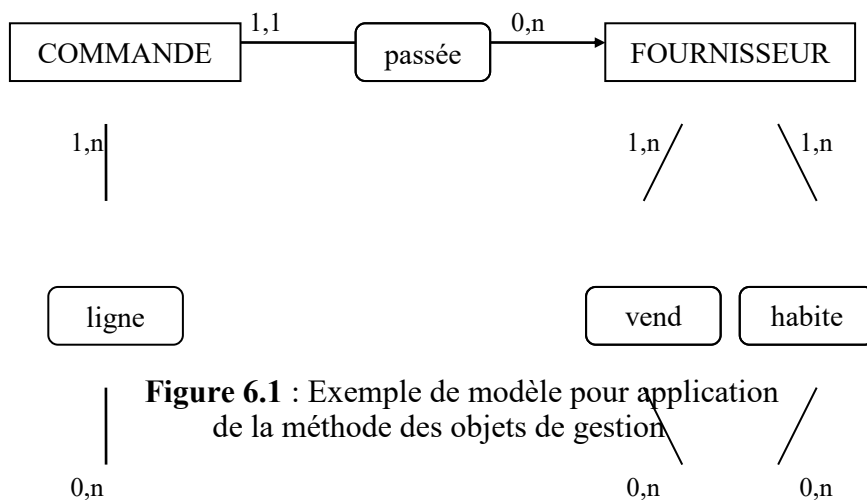 1,1 0,n
COMMANDE passée FOURNISSEUR
1,n 1,n 1,n
ligne vend habite
Figure 6.1 : Exemple de modèle pour application
de la méthode des objets de gestion
0,n 0,n 0,n